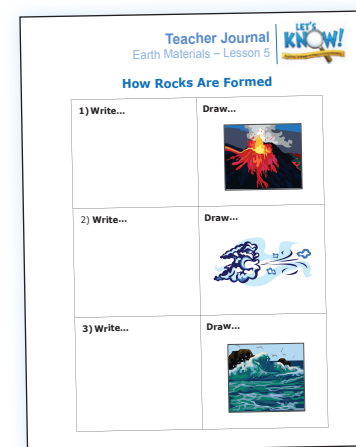 Teacher Journal
Earth Materials – Lesson 5
LET'S
KNOW!
How Rocks Are Formed
1) Write...
Draw...
2) Write...
Draw...
3) Write...
Draw...